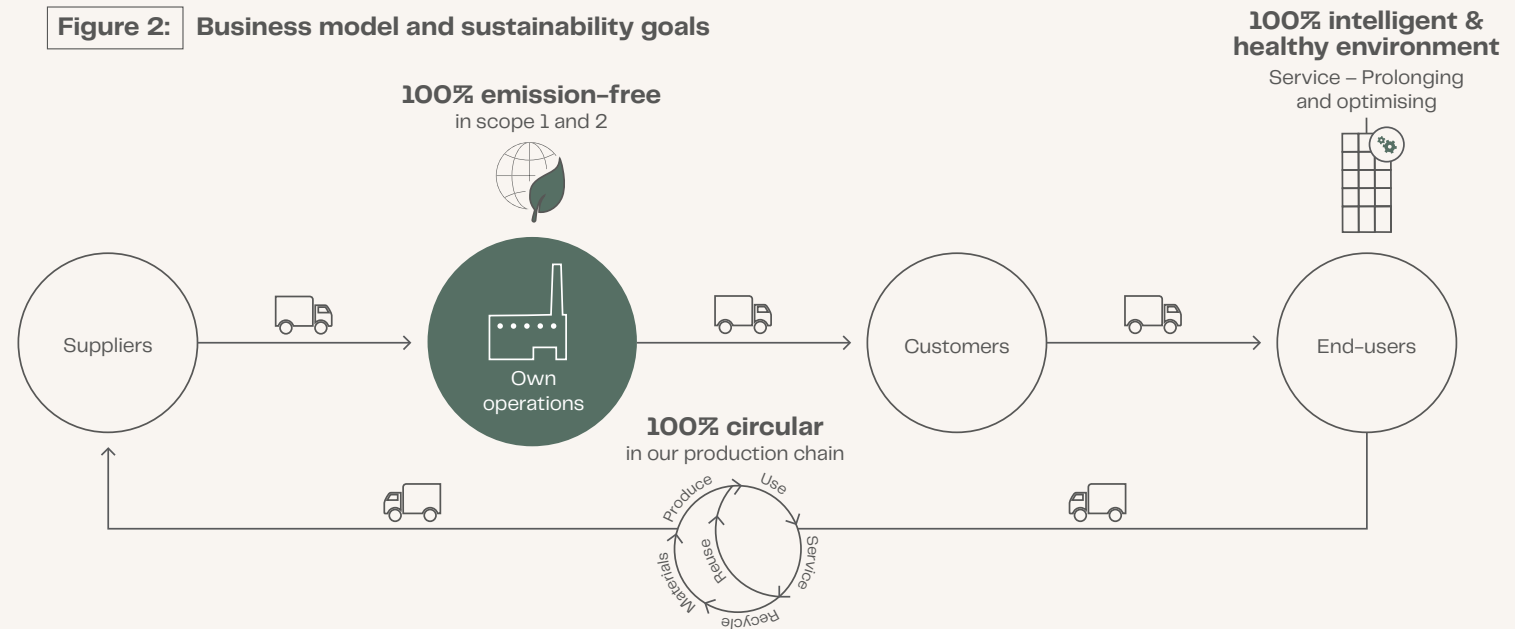 Figure 2: Business model and sustainability goals
100% intelligent &
healthy environment
Service – Prolonging
and optimising
100% emission-free
in scope 1 and 2
Suppliers
Own
operations
Customers
End-users
100% circular
in our production chain
Produce
Use
Service
Recycle
Materials
Reuse